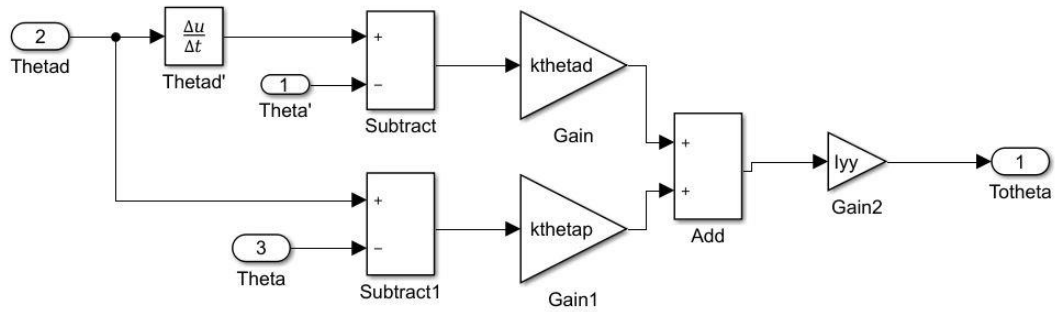 2
Thetad
Δu
Δt
Thetad'
1
Theta'
+
−
Subtract
kthetad
Gain
3
Theta
+
−
Subtract1
kthetap
Gain1
+
+
Add
Iyy
Gain2
1
Totheta